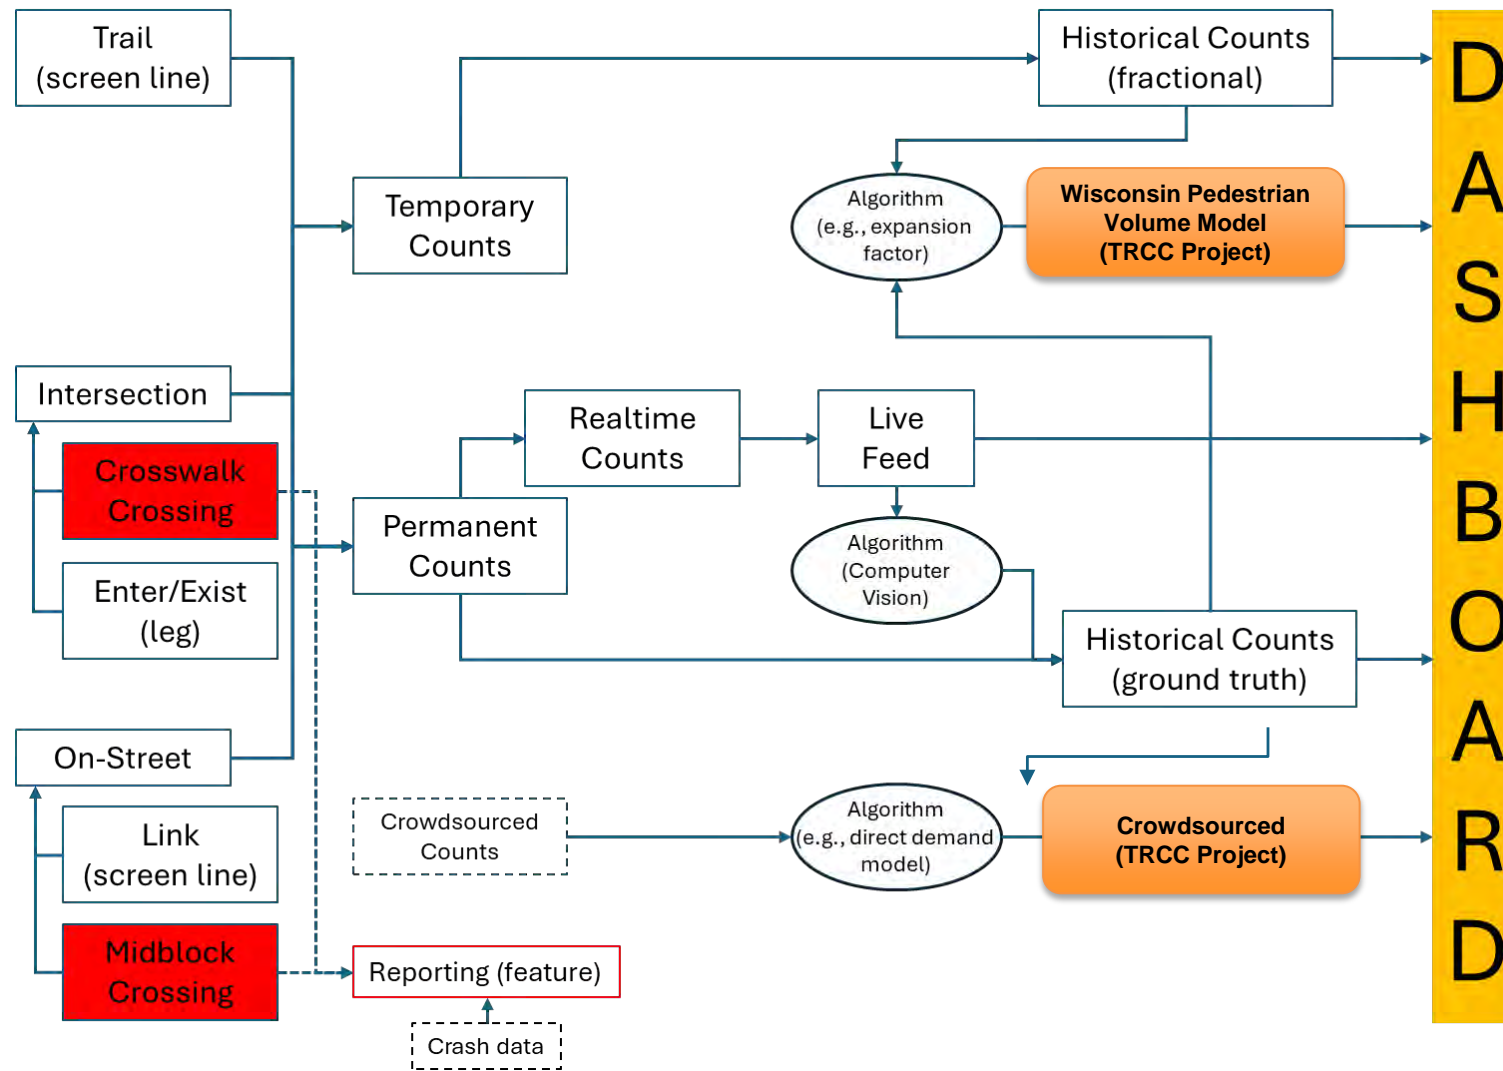 Trail
(screen line)
Historical Counts
(fractional)
Temporary
Counts
Algorithm
(e.g., expansion
factor)
Wisconsin Pedestrian
Volume Model
(TRCC Project)
Intersection
Crosswalk
Crossing
Enter/Exist
(leg)
Realtime
Counts
Live
Feed
Permanent
Counts
Algorithm
(Computer
Vision)
Historical Counts
(ground truth)
On-Street
Link
(screen line)
Midblock
Crossing
Crowdsourced
Counts
Algorithm
(e.g., direct demand
model)
Crowdsourced
(TRCC Project)
Reporting (feature)
Crash data
D
A
S
H
B
O
A
R
D